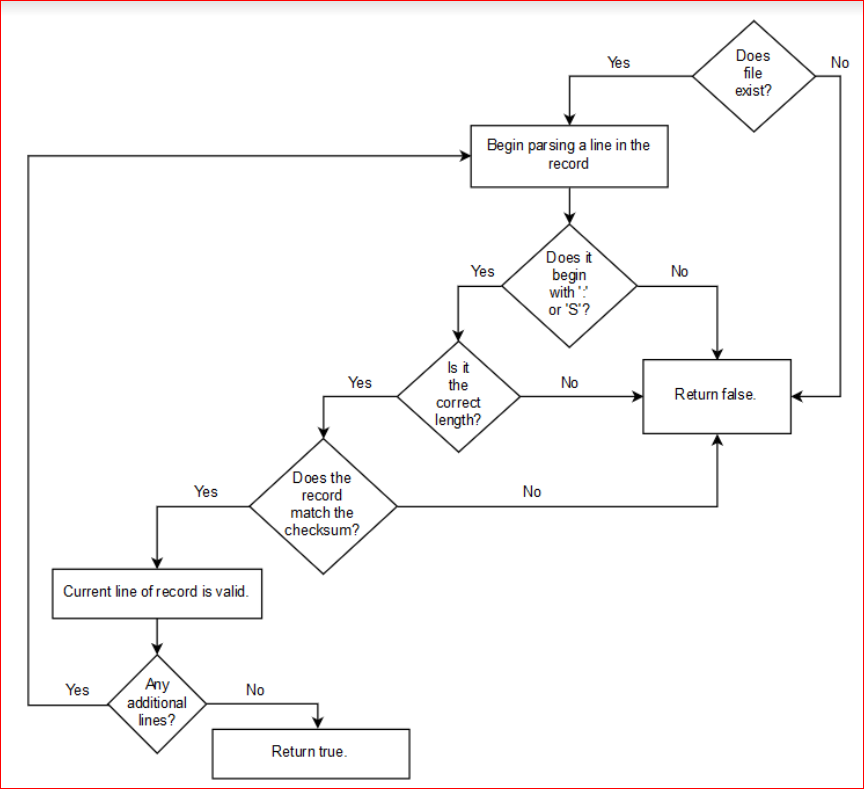 Does
file
exist?
Yes
No
Begin parsing a line in the
record
Does it
begin
with ':'
or 'S'?
Yes
No
Is it
the
correct
length?
Yes
No
Return false.
Does the
record
match the
checksum?
Yes
No
Current line of record is valid.
Any
additional
lines?
Yes
No
Return true.